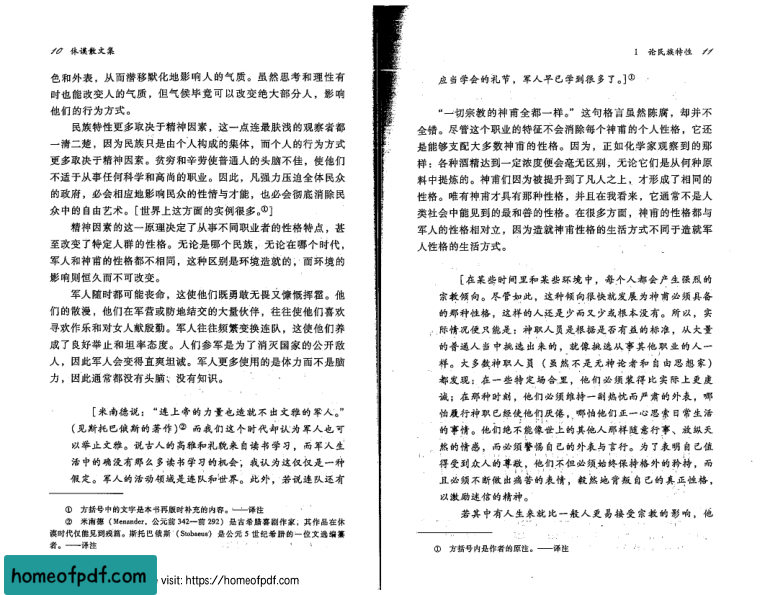 10 休谟散文集
色和外表，从而潜移默化地影响人的气质。虽然思考和理性有
时也能改变人的气质，但气候毕竟可以改变绝大部分人，影响
他们的行为方式。
民族特性更多取决于精神因素，这一点连最肤浅的观察者都
一清二楚，因为民族只是由个人构成的集体，而个人的行为方式
更多取决于精神因素。贫穷和辛劳使普通人的头脑不佳，使他们
不适于从事任何科学和高尚的职业。因此，凡强力压迫全体民众
的政府，必会相应地影响民众的性情与才能，也必会彻底消除民
众中的自由艺术。[世界上这方面的实例很多。①]
精神因素的这一原理决定了从事不同职业者的性格特点，甚
至改变了特定人群的性格。无论是哪个民族，无论在哪个时代，
军人和神甫的性格都不相同，这种区别是环境造就的，而环境的
影响则恒久而不可改变。
军人随时都可能丧命，这使他们既勇敢无畏又慷慨挥霍。他
们的散漫，他们在军营或防地结交的大量伙伴，往往使他们喜欢
寻欢作乐和对女人献殷勤。军人往往频繁变换连队，这使他们养
成了良好举止和坦率态度。人们参军是为了消灭国家的公开敌
人，因此军人会变得直爽坦诚。军人更多使用的是体力而不是脑
力，因此通常都没有头脑、没有知识。
[米南德说：“连上帝的力量也造就不出文雅的军人。”
(见斯托巴俄斯的著作)② 而我们这个时代却认为军人也可
以举止文雅。说古人的高雅和礼貌来自读书学习，而军人生
活中的确没有那么多读书学习的机会；我认为这仅仅是一种
假定。军人的活动领域是连队和世界。此外，若说连队还有
① 方括号中的文字是本书再版时补充的内容。——译注
② 米南德（Menander，公元前342—前292）是古希腊喜剧作家，其作品在休
谟时代仅能见到残篇。斯托巴俄斯（Stobaeus）是公元5世纪希腊的一位文选编纂
者。——译注
I 论民族特性 11
应当学会的礼节，军人早已学到很多了。]①
“一切宗教的神甫全都一样。”这句格言虽然陈腐，却并不
全错。尽管这个职业的特征不会消除每个神甫的个人性格，它还
是能够支配大多数神甫的性格。因为，正如化学家观察到的那
样：各种酒精达到一定浓度便会毫无区别，无论它们是从何种原
料中提炼的。神甫们因为被提升到了凡人之上，才形成了相同的
性格。唯有神甫才具有那种性格，并且在我看来，它通常不是人
类社会中能见到的最和善的性格。在很多方面，神甫的性格都与
军人的性格相对立，因为造就神甫性格的生活方式不同于造就军
人性格的生活方式。
[在某些时间里和某些环境中，每个人都会产生强烈的
宗教倾向。尽管如此，这种倾向很快就发展为神甫必须具备
的那种性格，这样的人还是少而又少或根本没有。所以，实
际情况便只能是：神职人员是根据是否有益的标准，从大量
的普通人当中挑选出来的，就像挑选从事其他职业的人一
样。大多数神职人员（虽然不是无神论者和自由思想家）
都发现：在一些特定场合里，他们必须装得比实际上更虔
诚；在那种时刻，他们必须维持一副热忱而严肃的外表，哪
怕履行神职已经使他们厌倦，哪怕他们正一心思索日常生活
的事情。他们绝不能像世上的其他人那样随意行事、放纵天
然的情感，而必须警惕自己的外表与言行。为了表明自己值
得受到众人的尊敬，他们不但必须始终保持格外的矜持，而
且必须不断做出痛苦的表情，毅然地背叛自己的真正性格，
以激励迷信的精神。
若其中有人生来就比一般人更易接受宗教的影响，他
① 方括号内是作者的原注。——译注
homeofpdf.com
visit: https://homeofpdf.com